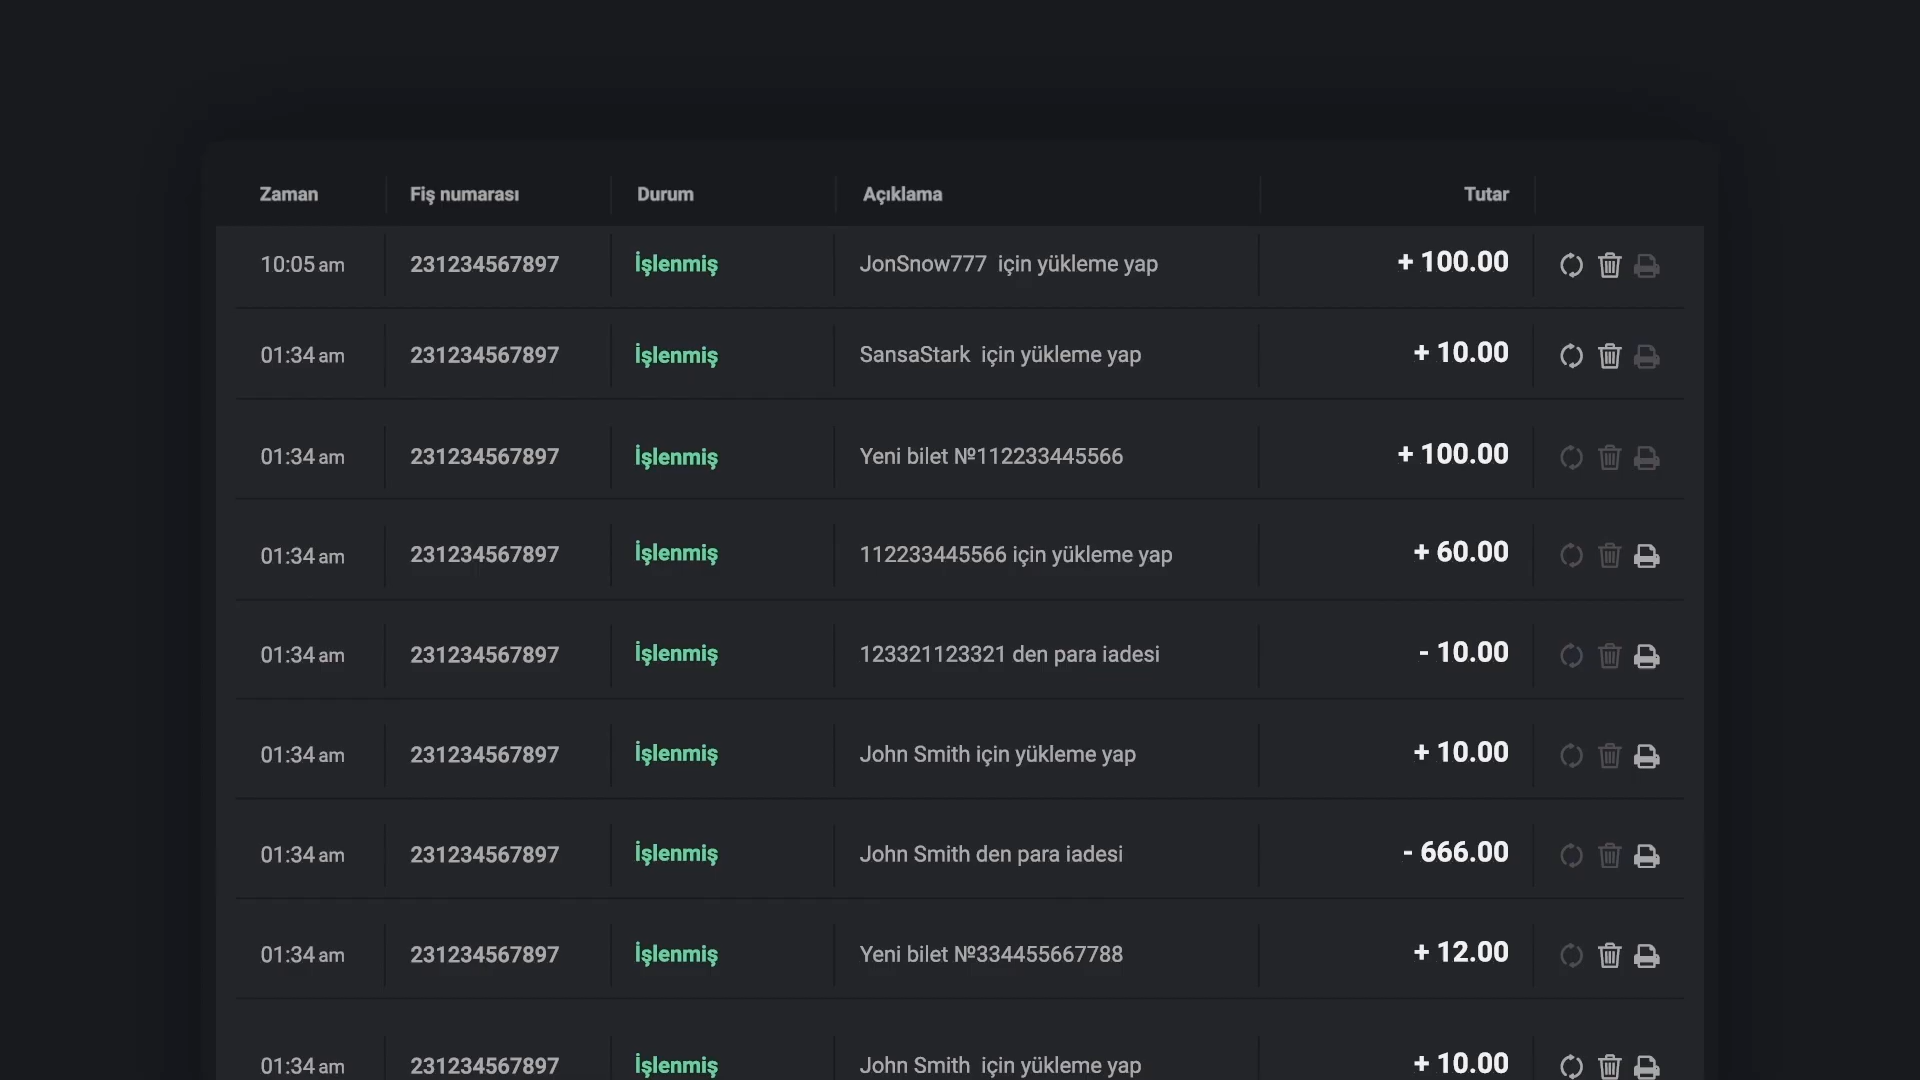 Zaman Fiş numarası Durum Açıklama Tutar
10:05 am 231234567897 İşlenmiş JonSnow777 için yükleme yap + 100.00
01:34 am 231234567897 İşlenmiş SansaStark için yükleme yap + 10.00
01:34 am 231234567897 İşlenmiş Yeni bilet №112233445566 + 100.00
01:34 am 231234567897 İşlenmiş 112233445566 için yükleme yap + 60.00
01:34 am 231234567897 İşlenmiş 123321123321 den para iadesi - 10.00
01:34 am 231234567897 İşlenmiş John Smith için yükleme yap + 10.00
01:34 am 231234567897 İşlenmiş John Smith den para iadesi - 666.00
01:34 am 231234567897 İşlenmiş Yeni bilet №334455667788 + 12.00
01:34 am 231234567897 İşlenmiş John Smith için yükleme yap + 10.00